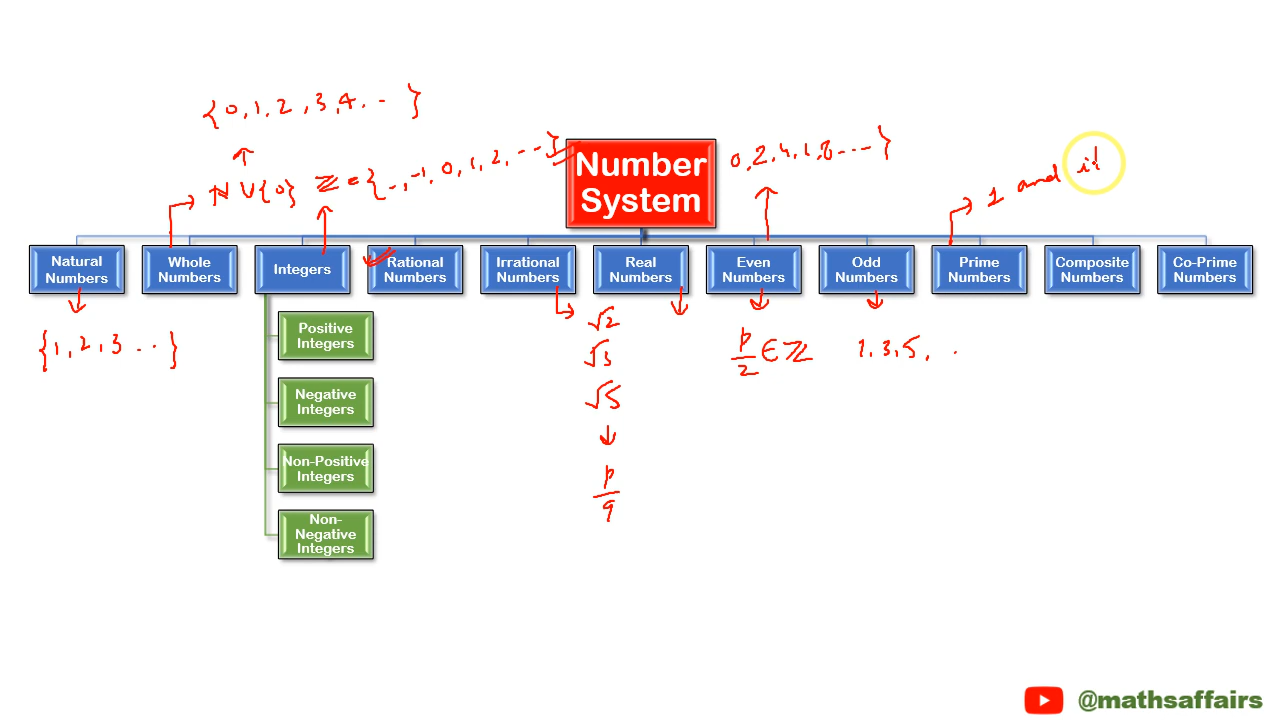 {0, 1, 2, 3, 4, .. }
N ∪ {0}
ℤ = { .., -1, 0, 1, 2, ... }
Number
System
0, 2, 4, 1, 8 ... }
1 and it
Natural
Numbers
Whole
Numbers
Integers
Rational
Numbers
Irrational
Numbers
Real
Numbers
Even
Numbers
Odd
Numbers
Prime
Numbers
Composite
Numbers
Co-Prime
Numbers
{1, 2, 3 ... }
Positive
Integers
Negative
Integers
Non-Positive
Integers
Non-
Negative
Integers
√2
√3
√5
p
q
p/2 ∈ ℤ
1, 3, 5, ..
@mathsaffairs